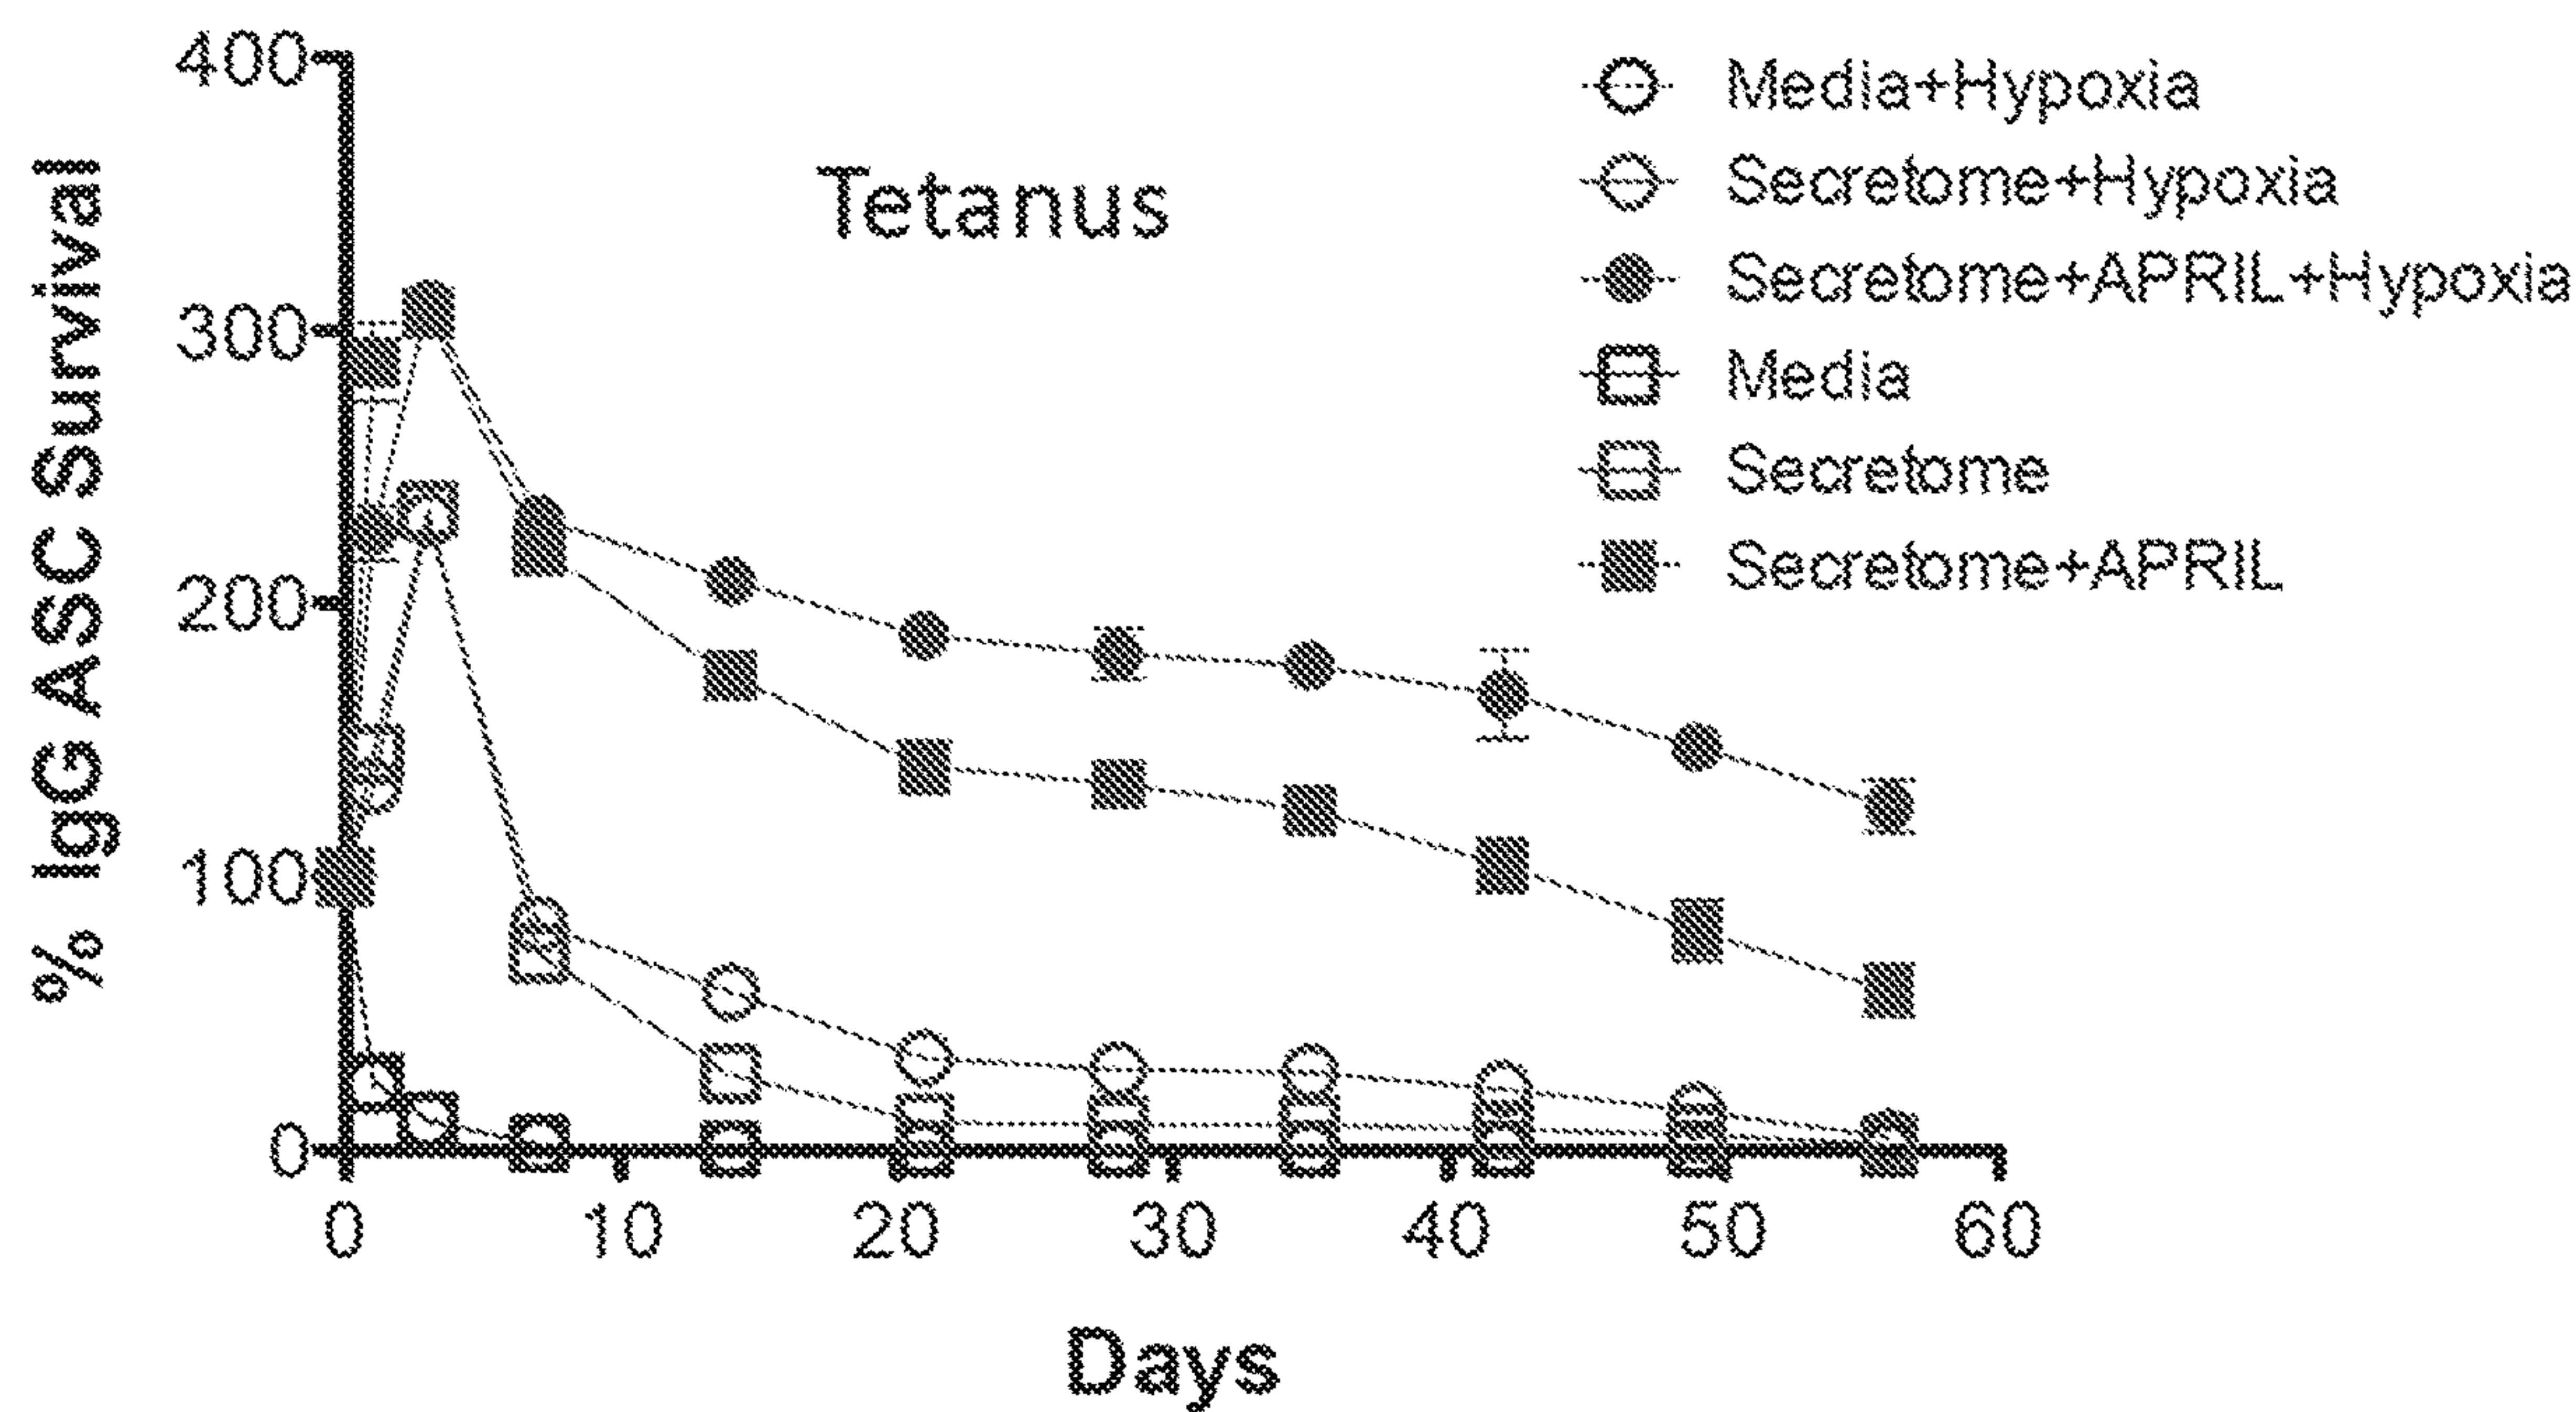 400
300
200
100
0
% IgG ASC Survival
Tetanus
Media+Hypoxia
Secretome+Hypoxia
Secretome+APRIL+Hypoxia
Media
Secretome
Secretome+APRIL
0 10 20 30 40 50 60
Days